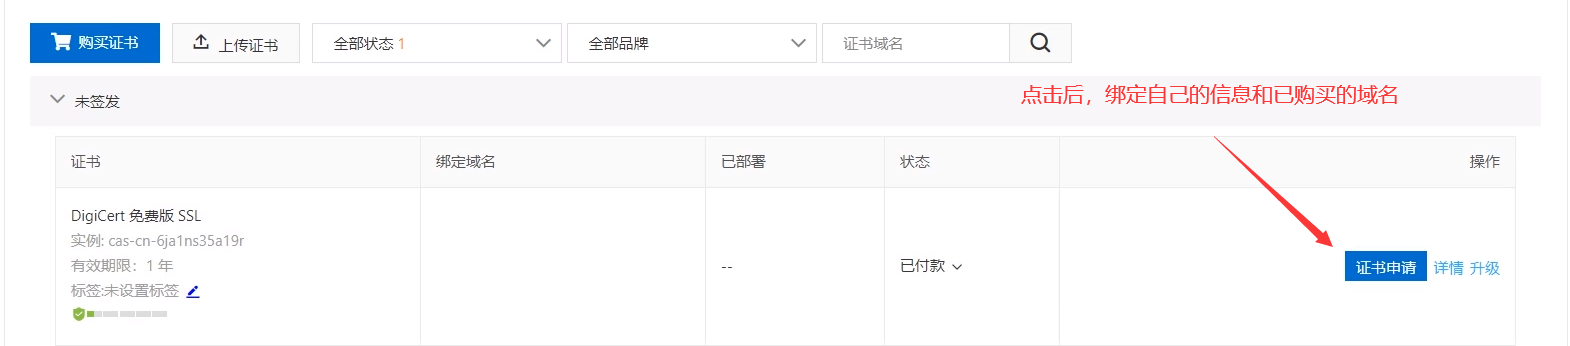 购买证书 上传证书 全部状态 1 全部品牌 证书域名
未签发
点击后，绑定自己的信息和已购买的域名
证书 绑定域名 已部署 状态 操作
DigiCert 免费版 SSL
实例: cas-cn-6ja1ns35a19r
有效期限：1 年
标签:未设置标签
-- 已付款 证书申请 详情 升级